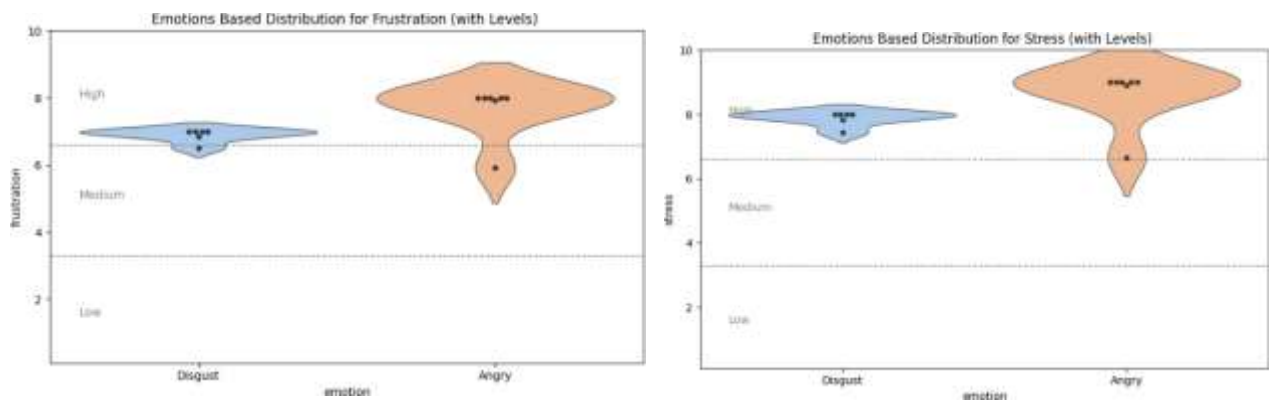 Emotions Based Distribution for Frustration (with Levels)
10
High
8
6
Medium
frustration
4
2
Low
Disgust
Angry
emotion
Emotions Based Distribution for Stress (with Levels)
10
High
8
6
Medium
stress
4
2
Low
Disgust
Angry
emotion